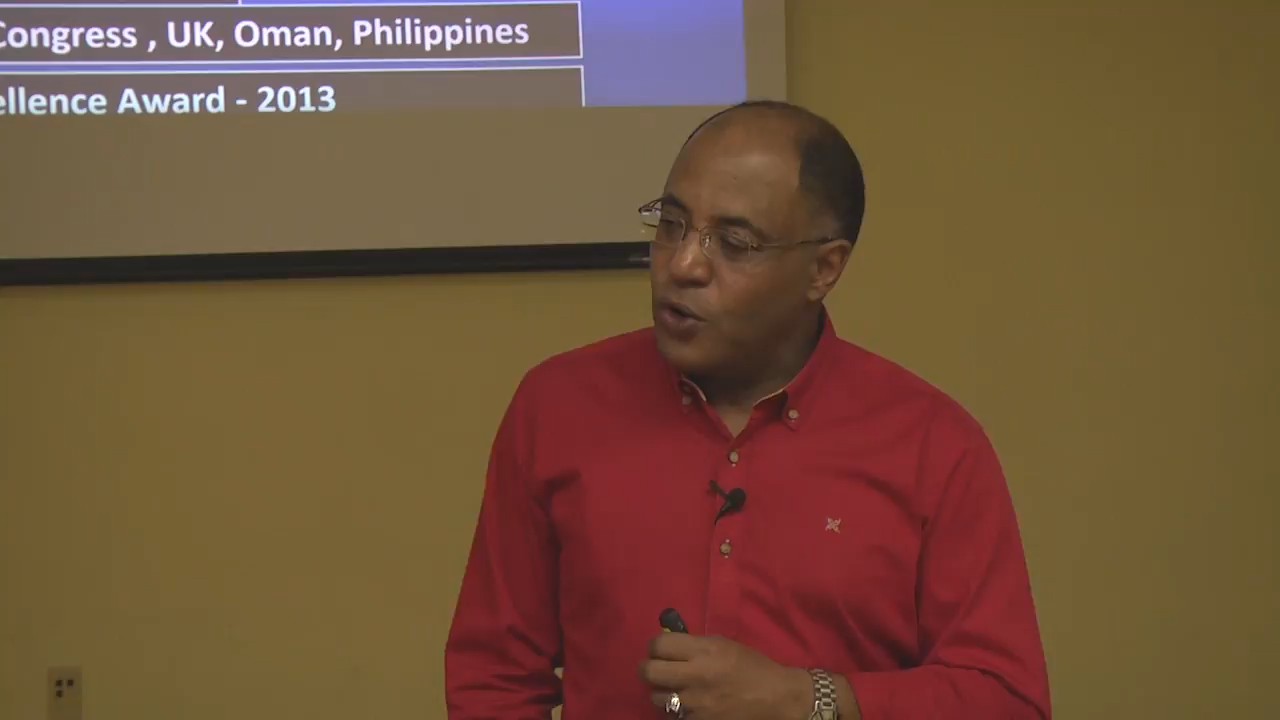 Congress , UK, Oman, Philippines
ellence Award - 2013